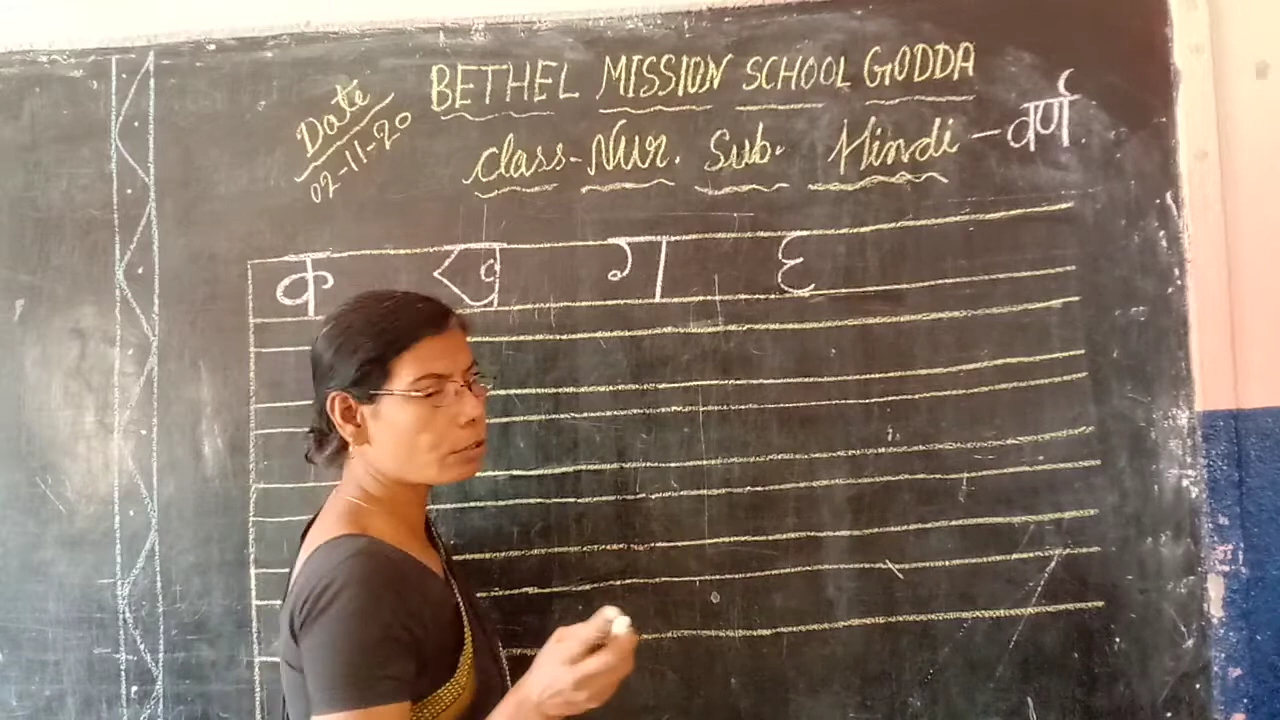 BETHEL MISSION SCHOOL GODDA
Date
02-11-20
Class-Nur. Sub. Hindi - वर्ण
क ख ग